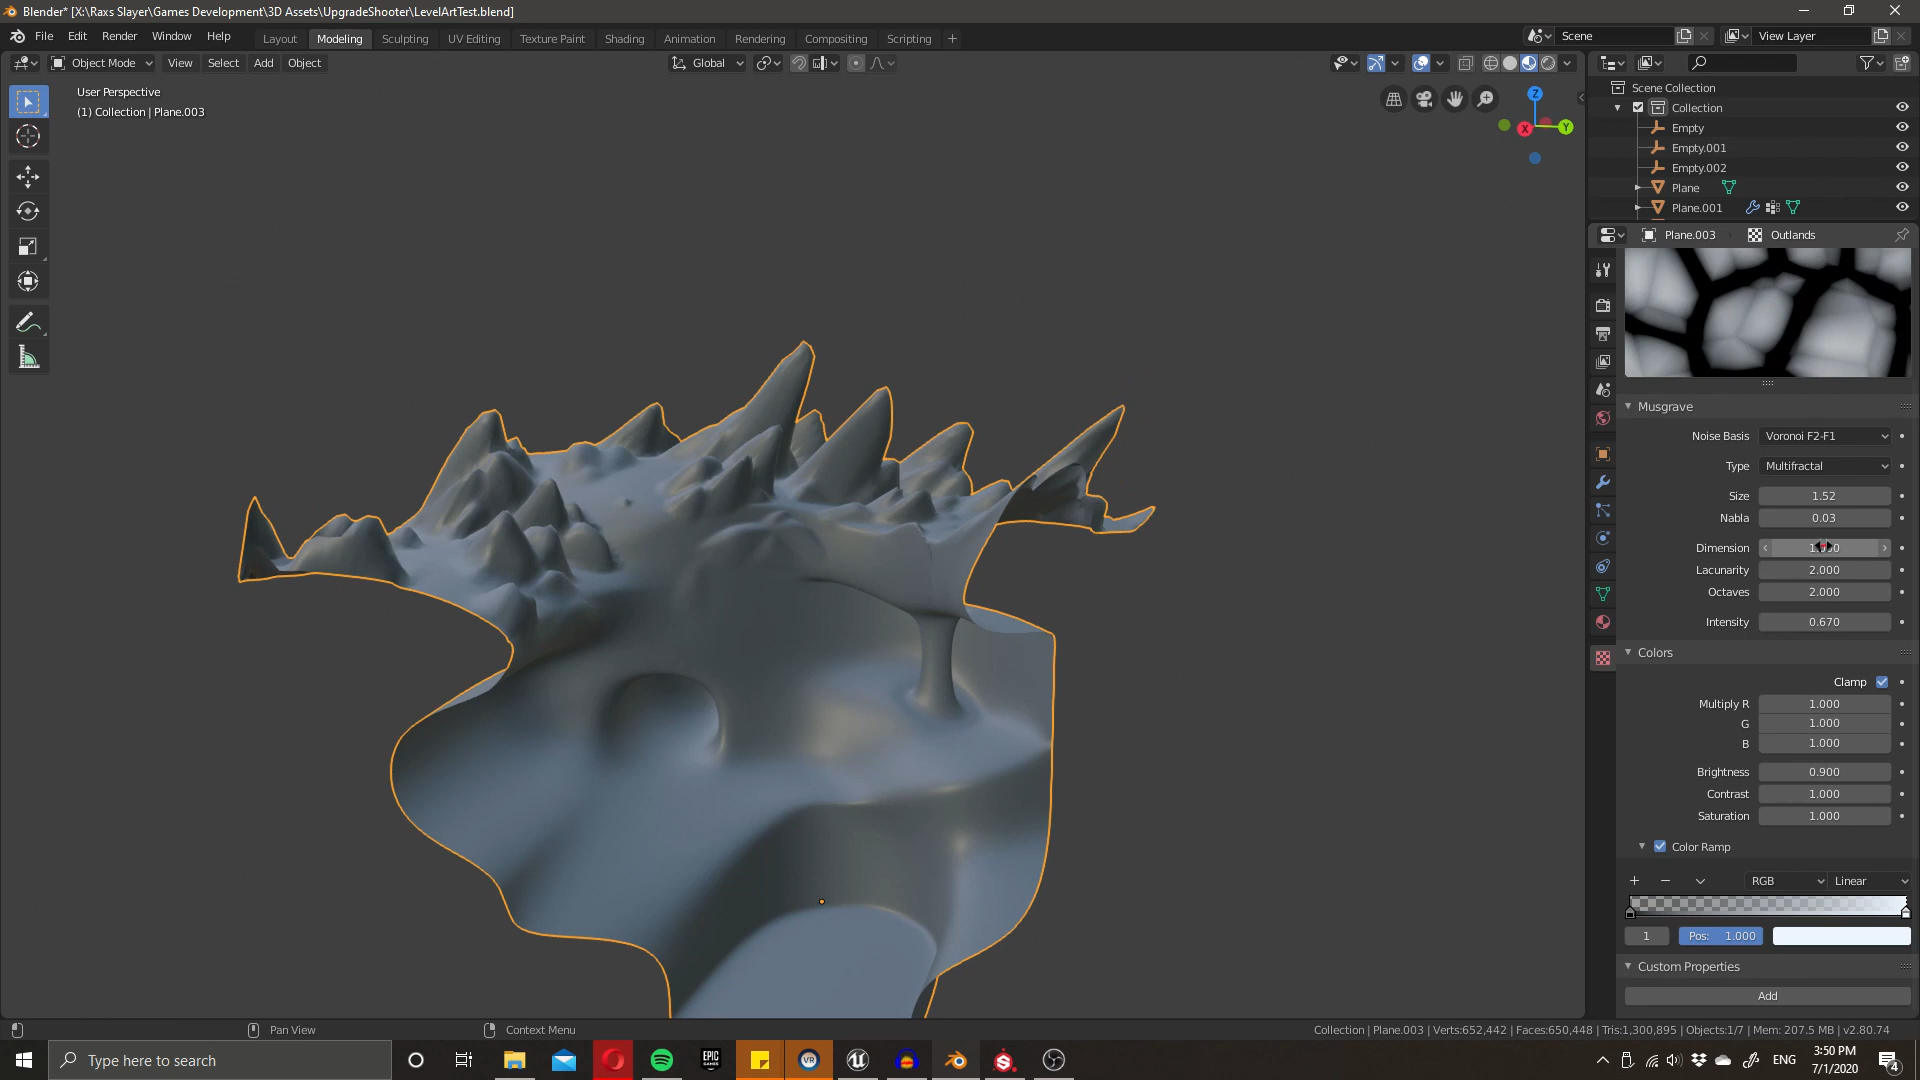 Blender* [X:\Raxs Slayer\Games Development\3D Assets\UpgradeShooter\LevelArtTest.blend]
File Edit Render Window Help
Layout Modeling Sculpting UV Editing Texture Paint Shading Animation Rendering Compositing Scripting +
Scene
View Layer
Object Mode View Select Add Object
Global
User Perspective
(1) Collection | Plane.003
Z
X
Y
Scene Collection
Collection
Empty
Empty.001
Empty.002
Plane
Plane.001
Plane.003 Outlands
Musgrave
Noise Basis Voronoi F2-F1
Type Multifractal
Size 1.52
Nabla 0.03
Dimension
Lacunarity 2.000
Octaves 2.000
Intensity 0.670
Colors
Clamp
Multiply R 1.000
G 1.000
B 1.000
Brightness 0.900
Contrast 1.000
Saturation 1.000
Color Ramp
RGB Linear
1 Pos: 1.000
Custom Properties
Add
Pan View
Context Menu
Collection | Plane.003 | Verts:652,442 | Faces:650,448 | Tris:1,300,895 | Objects:1/7 | Mem: 207.5 MB | v2.80.74
Type here to search
EPIC
VR
ENG
3:50 PM
7/1/2020
4